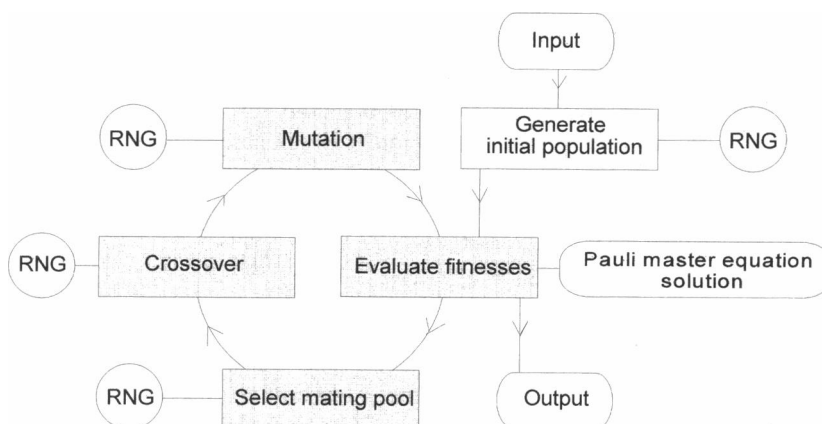 Input
RNG
Mutation
Generate
initial population
RNG
RNG
Crossover
Evaluate fitnesses
Pauli master equation
solution
RNG
Select mating pool
Output